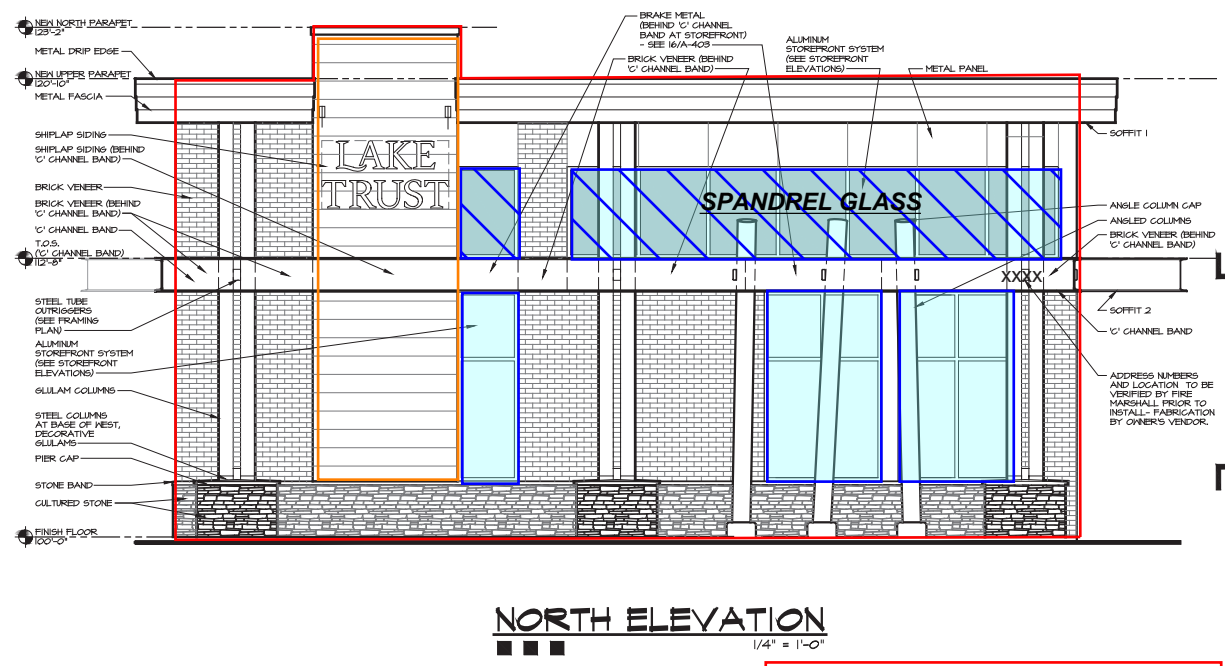 NEW NORTH PARAPET
123'-2"
METAL DRIP EDGE
NEW UPPER PARAPET
120'-10"
METAL FASCIA
SHIPLAP SIDING
SHIPLAP SIDING (BEHIND
'C' CHANNEL BAND)
BRICK VENEER
BRICK VENEER (BEHIND
'C' CHANNEL BAND)
'C' CHANNEL BAND
T.O.S.
('C' CHANNEL BAND)
112'-8"
STEEL TUBE
OUTRIGGERS
(SEE FRAMING
PLAN)
ALUMINUM
STOREFRONT SYSTEM
(SEE STOREFRONT
ELEVATIONS)
GLULAM COLUMNS
STEEL COLUMNS
AT BASE OF WEST,
DECORATIVE
GLULAMS
PIER CAP
STONE BAND
CULTURED STONE
FINISH FLOOR
100'-0"
LAKE
TRUST
BRAKE METAL
(BEHIND 'C' CHANNEL
BAND AT STOREFRONT)
- SEE 16/A-403
BRICK VENEER (BEHIND
'C' CHANNEL BAND)
ALUMINUM
STOREFRONT SYSTEM
(SEE STOREFRONT
ELEVATIONS)
METAL PANEL
SPANDREL GLASS
XXXX
SOFFIT 1
ANGLE COLUMN CAP
ANGLED COLUMNS
BRICK VENEER (BEHIND
'C' CHANNEL BAND)
SOFFIT 2
'C' CHANNEL BAND
ADDRESS NUMBERS
AND LOCATION TO BE
VERIFIED BY FIRE
MARSHALL PRIOR TO
INSTALL- FABRICATION
BY OWNER'S VENDOR.
NORTH ELEVATION
1/4" = 1'-0"